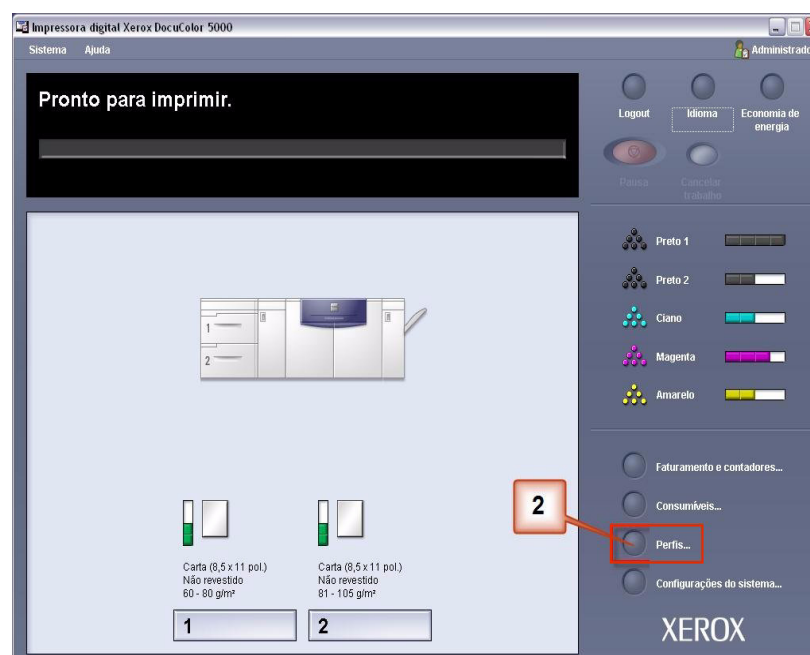 Impressora digital Xerox DocuColor 5000
Sistema Ajuda
Administrado
Pronto para imprimir.
Logout
Idioma
Economia de
energia
Pausa
Cancelar
trabalho
Preto 1
Preto 2
Ciano
Magenta
Amarelo
1
2
Carta (8,5 x 11 pol.)
Não revestido
60 - 80 g/m²
1
Carta (8,5 x 11 pol.)
Não revestido
81 - 105 g/m²
2
Faturamento e contadores...
Consumíveis...
2
Perfis...
Configurações do sistema...
XEROX